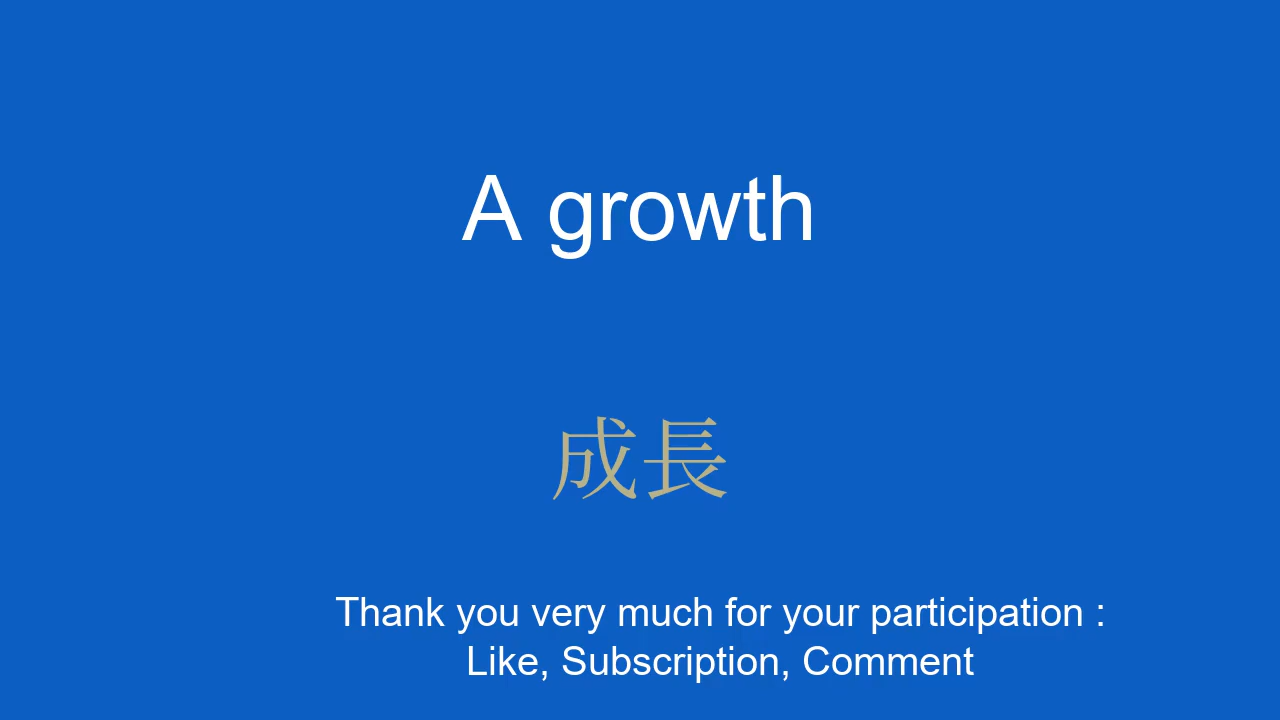 A growth
成長
Thank you very much for your participation :
Like, Subscription, Comment